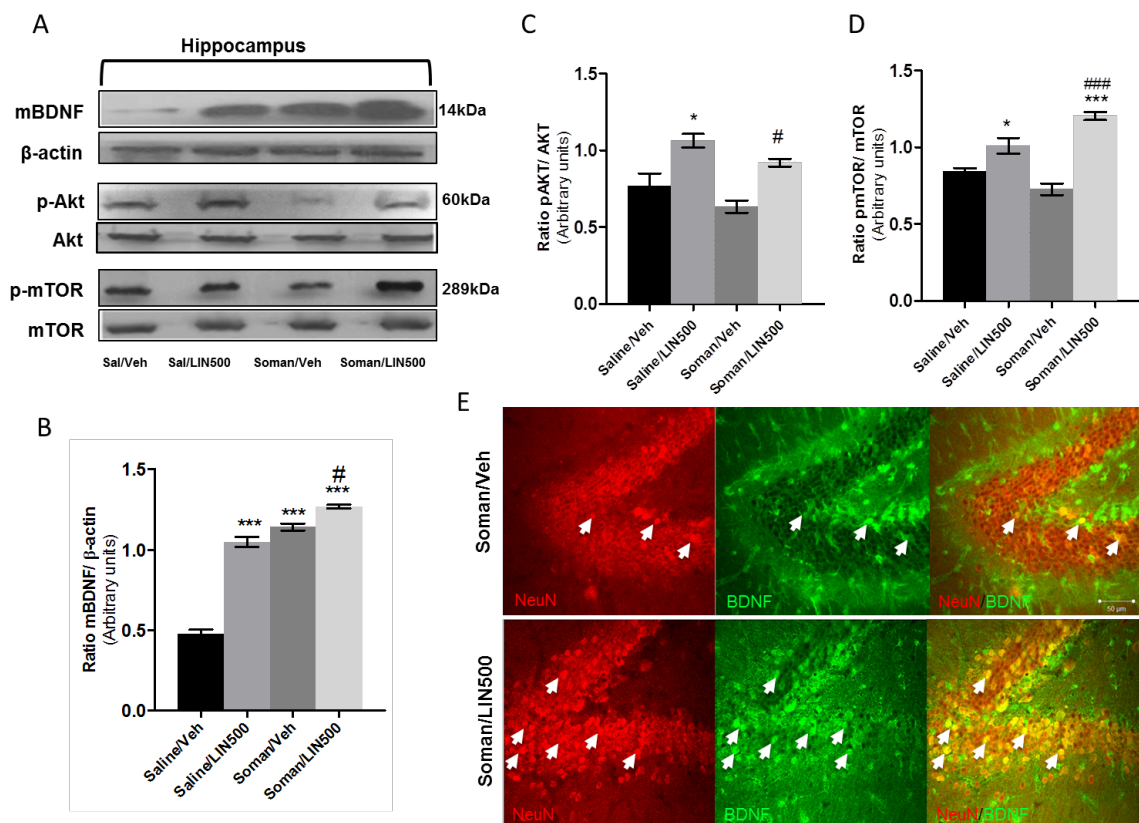 A
Hippocampus
mBDNF
14kDa
β-actin
p-Akt
60kDa
Akt
p-mTOR
289kDa
mTOR
Sal/Veh Sal/LIN500 Soman/Veh Soman/LIN500
B
Ratio mBDNF/ β-actin
(Arbitrary units)
1.5
1.0
0.5
0.0
***
***
#
***
Saline/Veh
Saline/LIN500
Soman/Veh
Soman/LIN500
C
Ratio pAKT/ AKT
(Arbitrary units)
1.5
1.0
0.5
0.0
*
#
Saline/Veh
Saline/LIN500
Soman/Veh
Soman/LIN500
D
Ratio pmTOR/ mTOR
(Arbitrary units)
1.5
1.0
0.5
0.0
*
###
***
Saline/Veh
Saline/LIN500
Soman/Veh
Soman/LIN500
E
Soman/Veh
NeuN
BDNF
NeuN/BDNF
50 µm
Soman/LIN500
NeuN
BDNF
NeuN/BDNF